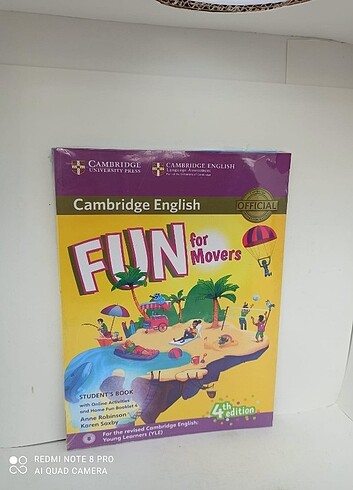 CAMBRIDGE
UNIVERSITY PRESS
CAMBRIDGE ENGLISH
Language Assessment
Cambridge English
OFFICIAL
FUN for
Movers
STUDENT'S BOOK
with Online Activities
and Home Fun Booklet 4
Anne Robinson
Karen Saxby
4th edition
For the revised Cambridge English:
Young Learners (YLE)
REDMI NOTE 8 PRO
AI QUAD CAMERA